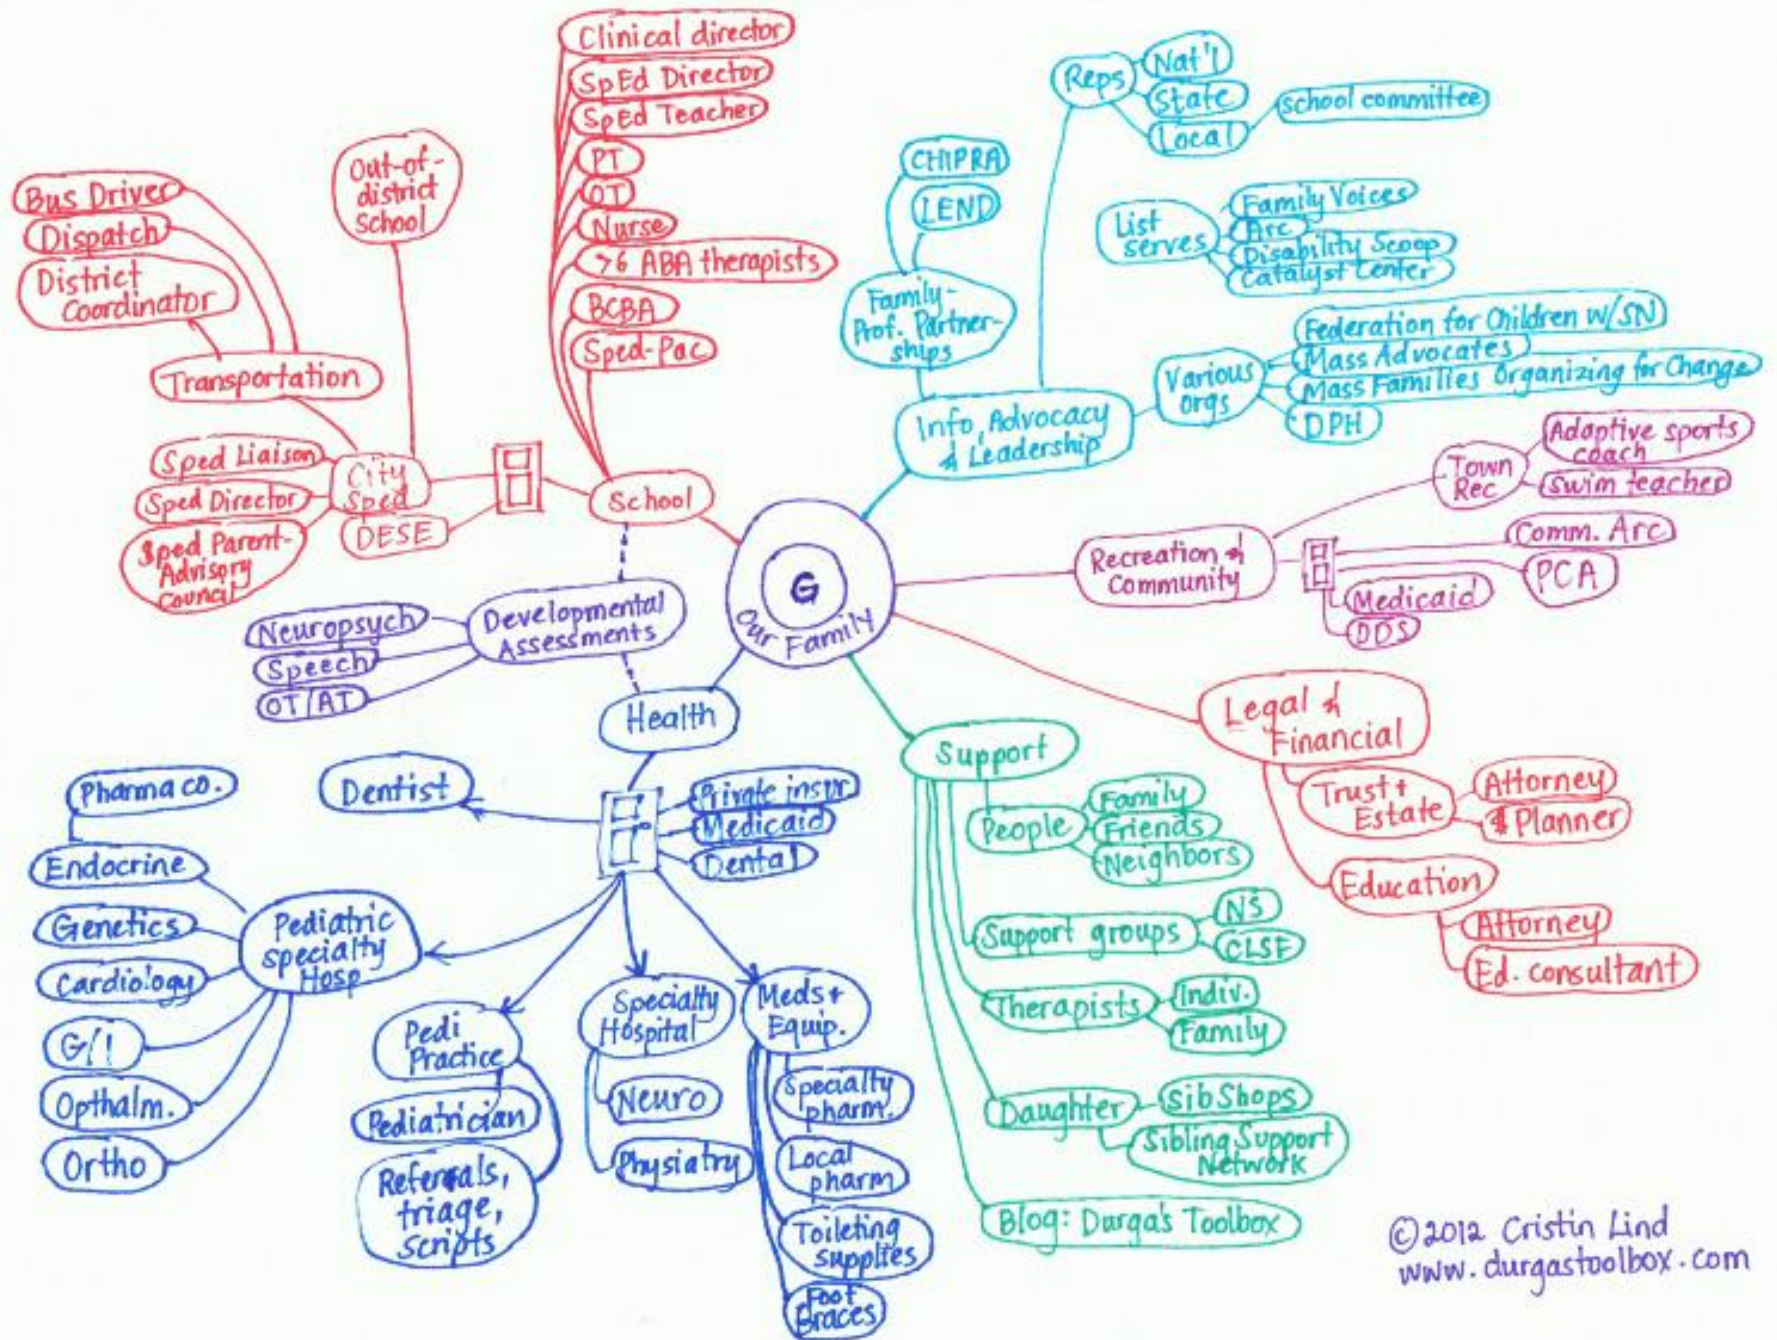 Clinical director
SpEd Director
SpEd Teacher
PT
OT
Nurse
>6 ABA therapists
BCBA
Sped-Pac
Out-of-
district
School
Bus Driver
Dispatch
District
Coordinator
Transportation
Sped Liaison
Sped Director
Sped Parent-
Advisory
Council
City
Sped
DESE
School
Reps
Nat'l
State
Local
school committee
CHIPRA
LEND
Family-
Prof. Partner-
ships
List
serves
Family Voices
Arc
Disability Scoop
Catalyst Center
Various
orgs
Federation for Children w/SN
Mass Advocates
Mass Families Organizing for Change
DPH
Info, Advocacy
& Leadership
Recreation &
Community
Town
Rec
Adaptive sports
coach
Swim teacher
Comm. Arc
PCA
Medicaid
DDS
G
Our Family
Developmental
Assessments
Neuropsych
Speech
OT/AT
Health
Dentist
Private insur
Medicaid
Dental
Pharma co.
Endocrine
Genetics
Cardiology
G/I
Opthalm.
Ortho
Pediatric
specialty
Hosp
Pedi
Practice
Pediatrician
Referrals,
triage,
scripts
Specialty
Hospital
Neuro
Physiatry
Meds +
Equip.
Specialty
pharm.
Local
pharm
Toileting
supplies
Foot
Braces
Support
People
Family
Friends
Neighbors
Support groups
NS
CLSF
Therapists
Indiv.
Family
Daughter
SibShops
Sibling Support
Network
Blog: Durga's Toolbox
Legal &
Financial
Trust +
Estate
Attorney
$ Planner
Education
Attorney
Ed. consultant
©2012 Cristin Lind
www.durgastoolbox.com